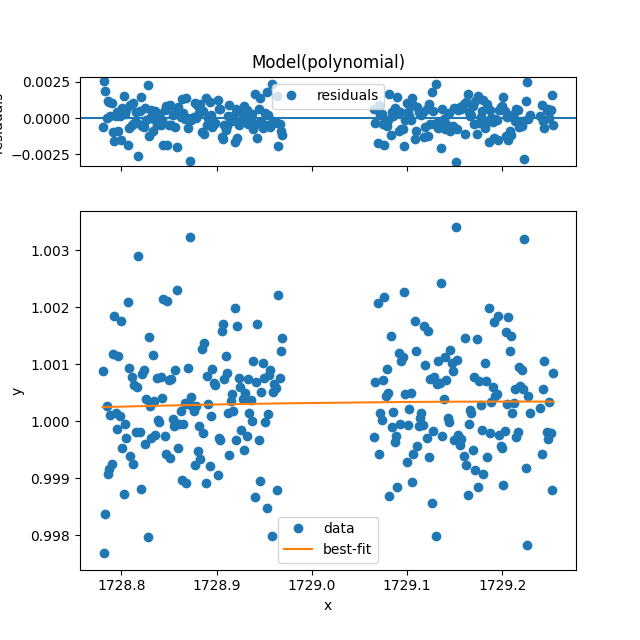 Model(polynomial)
0.0025
0.0000
−0.0025
residuals
1.003
1.002
1.001
1.000
0.999
0.998
y
data
best-fit
1728.8 1728.9 1729.0 1729.1 1729.2
x